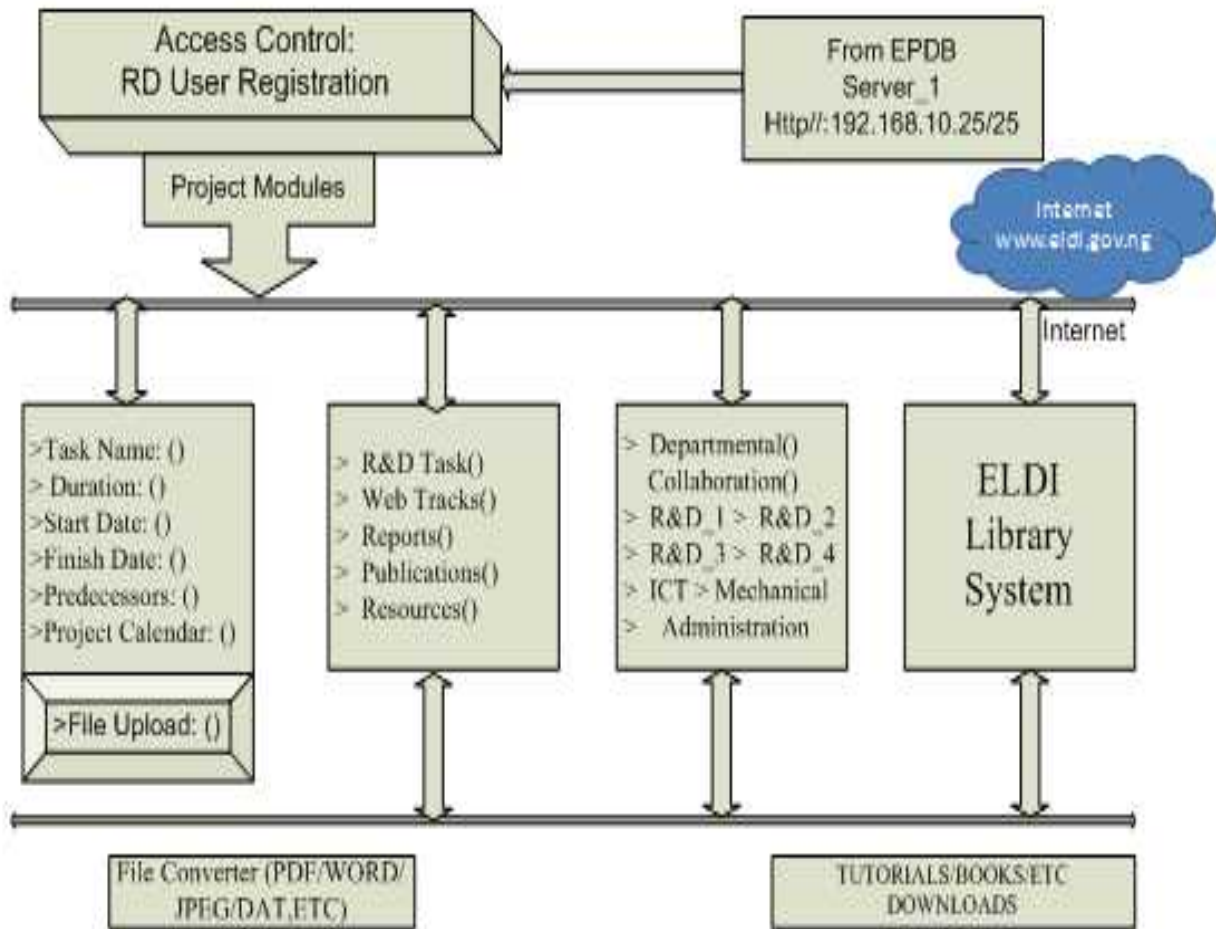 Access Control:
RD User Registration
From EPDB
Server_1
Http//:192.168.10.25/25
Project Modules
Internet
www.eldi.gov.ng
Internet
>Task Name: ()
> Duration: ()
>Start Date: ()
>Finish Date: ()
>Predecessors: ()
>Project Calendar: ()
>File Upload: ()
> R&D Task()
> Web Tracks()
> Reports()
> Publications()
> Resources()
> Departmental()
Collaboration()
> R&D_1 > R&D_2
> R&D_3 > R&D_4
> ICT > Mechanical
> Administration
ELDI
Library
System
File Converter (PDF/WORD/
JPEG/DAT,ETC)
TUTORIALS/BOOKS/ETC
DOWNLOADS